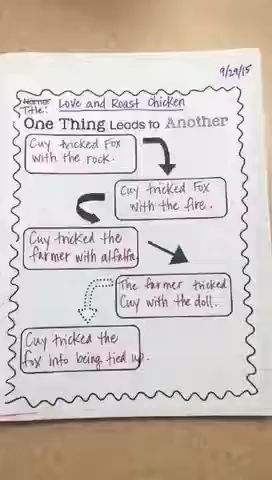 9/29/15
Name:
Title: Love and Roast Chicken
One Thing Leads to Another
Cuy tricked Fox
with the rock.
Cuy tricked Fox
with the fire.
Cuy tricked the
farmer with alfalfa.
The farmer tricked
Cuy with the doll.
Cuy tricked the
fox into being tied up.